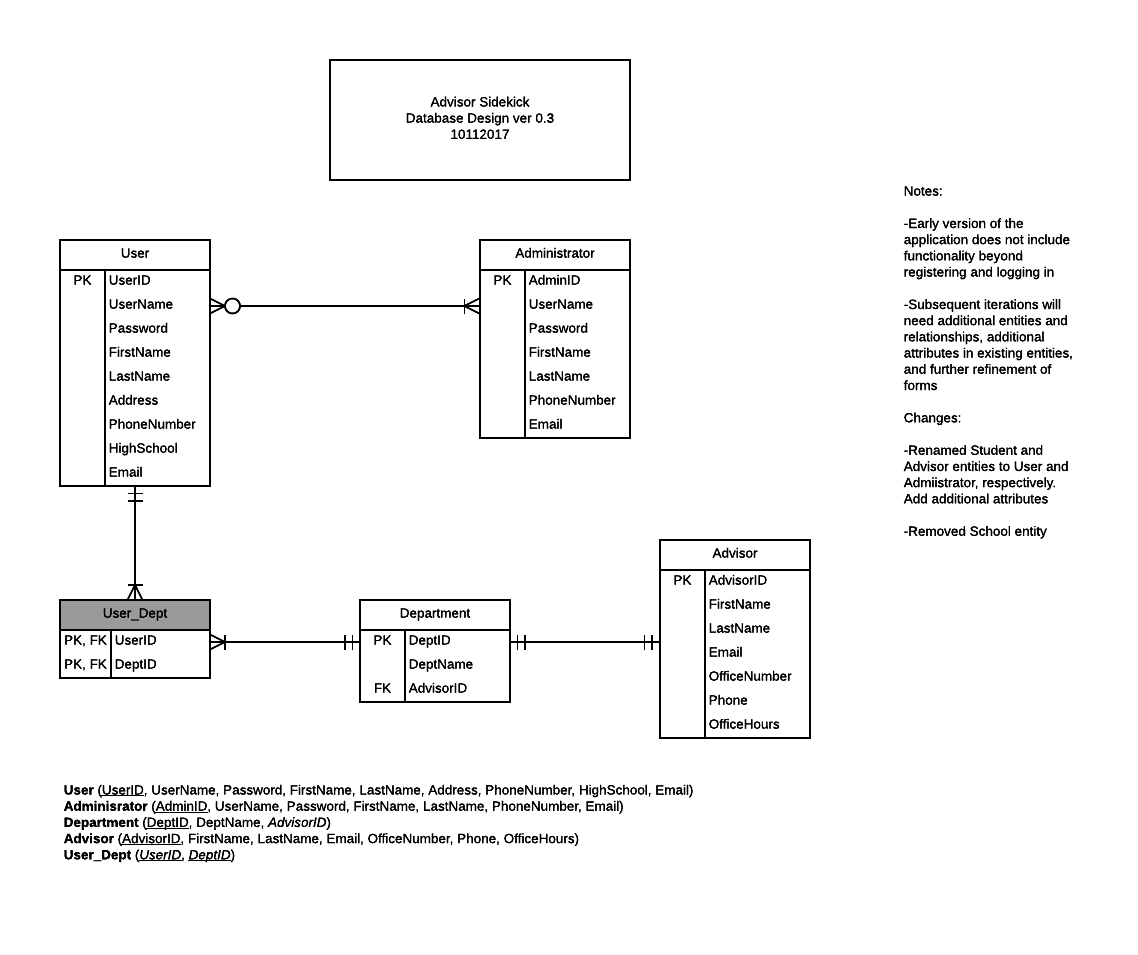 Advisor Sidekick
Database Design ver 0.3
10112017
Notes:
-Early version of the
application does not include
functionality beyond
registering and logging in
-Subsequent iterations will
need additional entities and
relationships, additional
attributes in existing entities,
and further refinement of
forms
Changes:
-Renamed Student and
Advisor entities to User and
Admiistrator, respectively.
Add additional attributes
-Removed School entity
User
PK UserID
UserName
Password
FirstName
LastName
Address
PhoneNumber
HighSchool
Email
Administrator
PK AdminID
UserName
Password
FirstName
LastName
PhoneNumber
Email
User_Dept
PK, FK UserID
PK, FK DeptID
Department
PK DeptID
DeptName
FK AdvisorID
Advisor
PK AdvisorID
FirstName
LastName
Email
OfficeNumber
Phone
OfficeHours
User (UserID, UserName, Password, FirstName, LastName, Address, PhoneNumber, HighSchool, Email)
Adminisrator (AdminID, UserName, Password, FirstName, LastName, PhoneNumber, Email)
Department (DeptID, DeptName, AdvisorID)
Advisor (AdvisorID, FirstName, LastName, Email, OfficeNumber, Phone, OfficeHours)
User_Dept (UserID, DeptID)